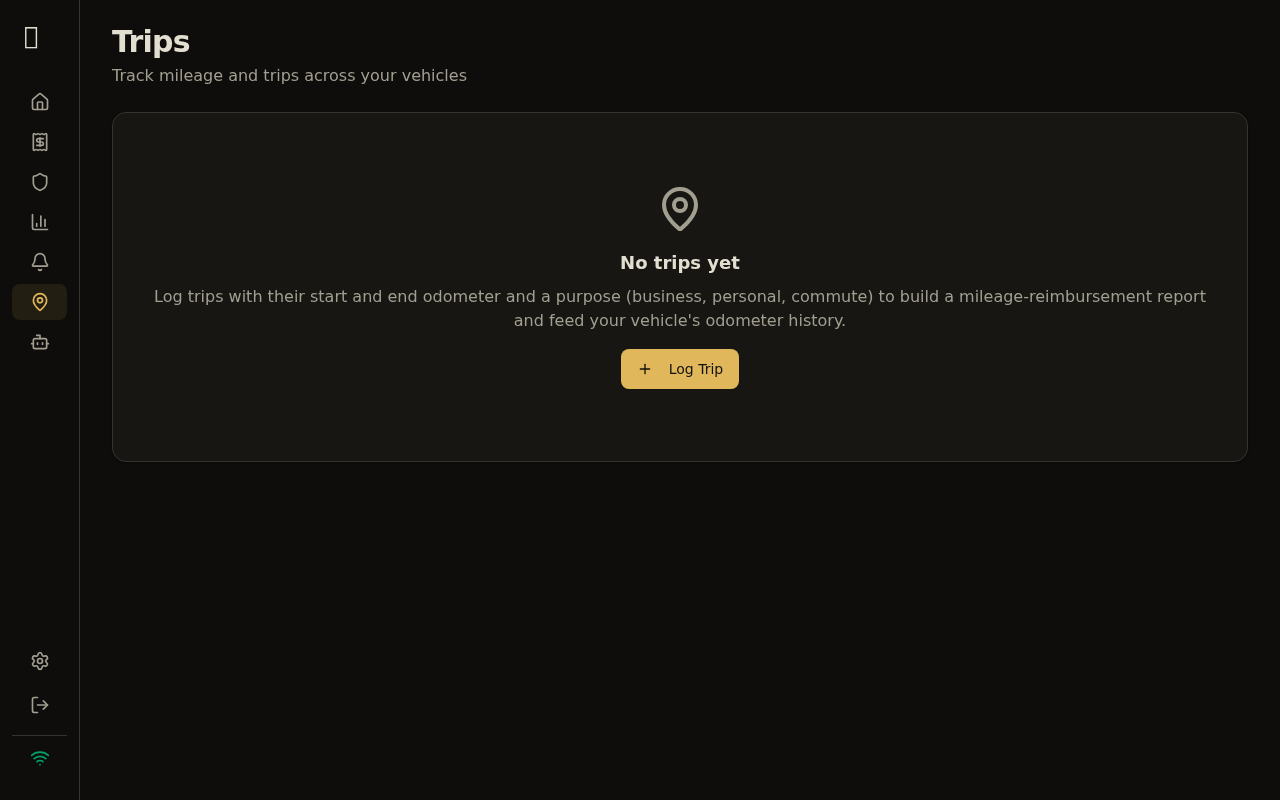 Trips
Track mileage and trips across your vehicles
No trips yet
Log trips with their start and end odometer and a purpose (business, personal, commute) to build a mileage-reimbursement report
and feed your vehicle's odometer history.
Log Trip